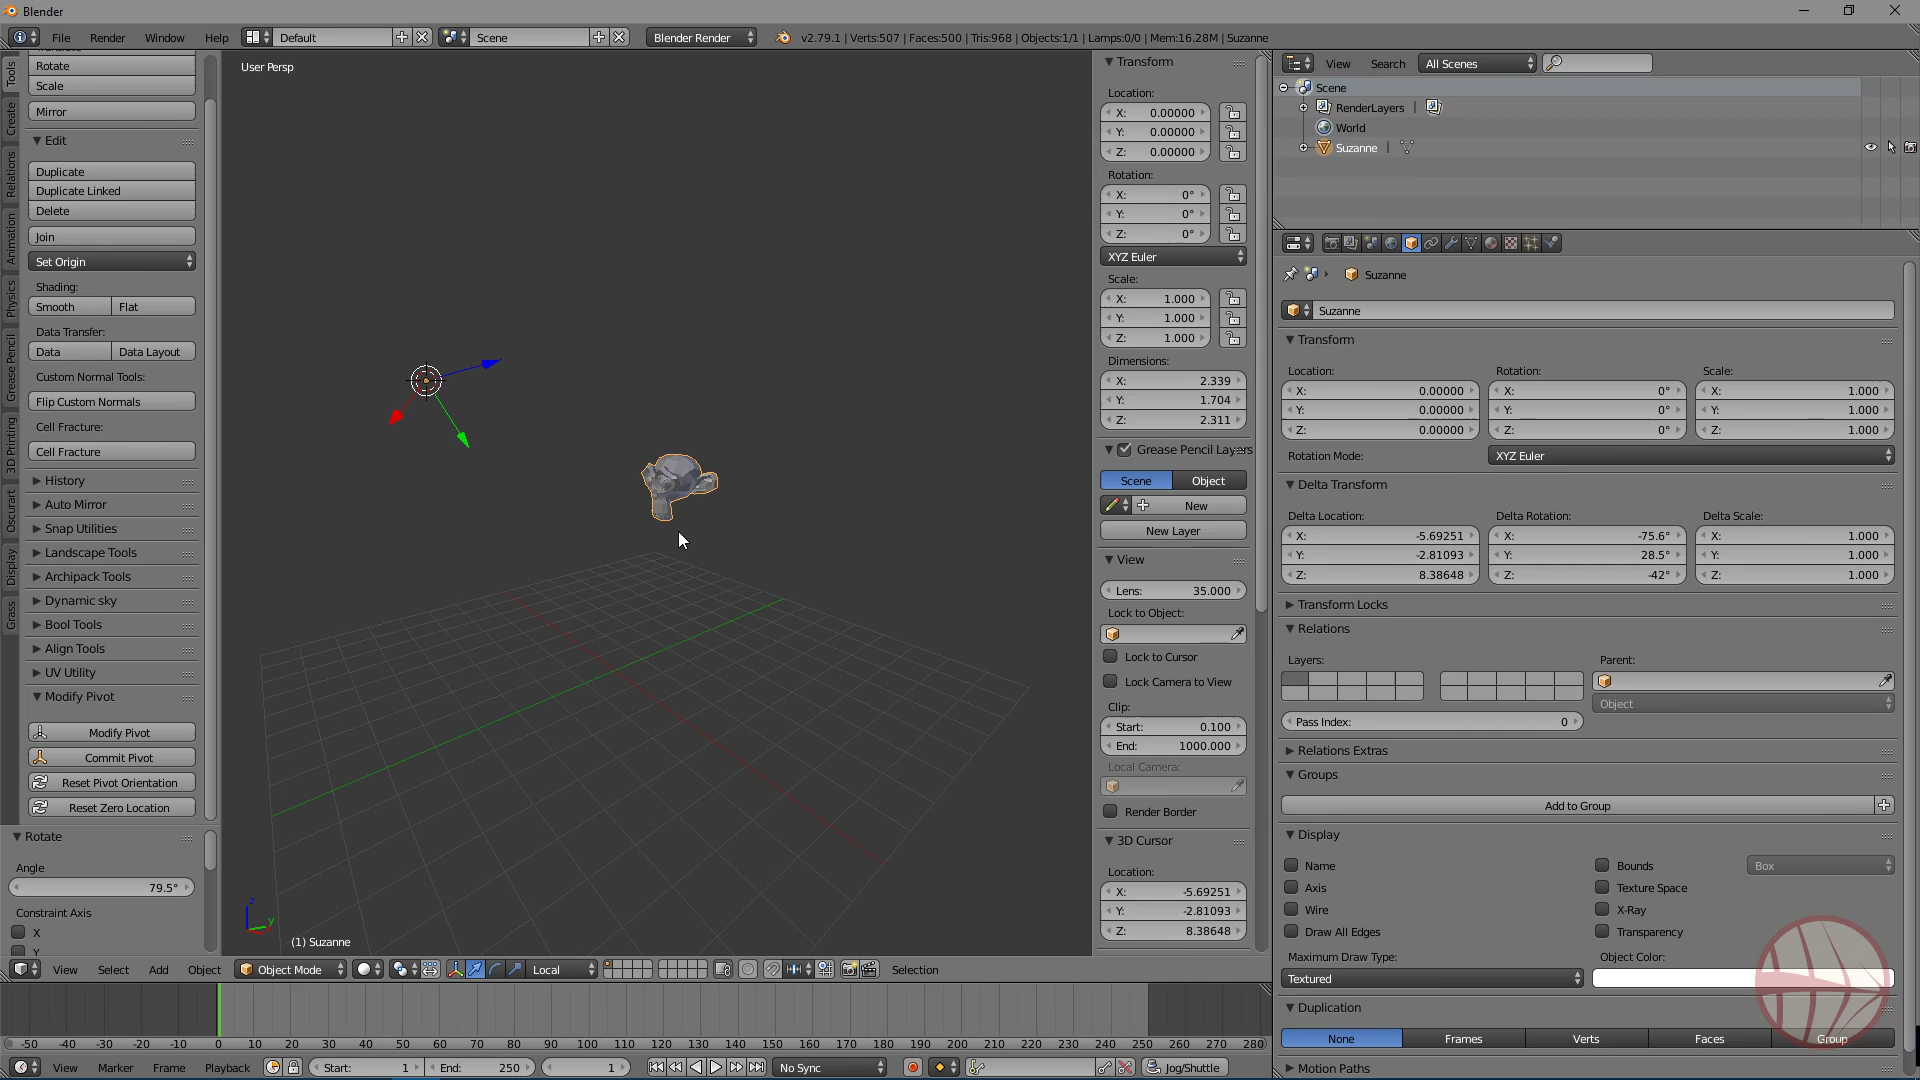 Blender
File Render Window Help Default Scene Blender Render v2.79.1 | Verts:507 | Faces:500 | Tris:968 | Objects:1/1 | Lamps:0/0 | Mem:16.28M | Suzanne
Tools
Create
Relations
Animation
Physics
Grease Pencil
3D Printing
Oscurart
Display
Grass
Rotate
Scale
Mirror
Edit
Duplicate
Duplicate Linked
Delete
Join
Set Origin
Shading:
Smooth Flat
Data Transfer:
Data Data Layout
Custom Normal Tools:
Flip Custom Normals
Cell Fracture:
Cell Fracture
History
Auto Mirror
Snap Utilities
Landscape Tools
Archipack Tools
Dynamic sky
Bool Tools
Align Tools
UV Utility
Modify Pivot
Modify Pivot
Commit Pivot
Reset Pivot Orientation
Reset Zero Location
Rotate
Angle
79.5°
Constraint Axis
X
Y
User Persp
z
y
(1) Suzanne
Transform
Location:
X: 0.00000
Y: 0.00000
Z: 0.00000
Rotation:
X: 0°
Y: 0°
Z: 0°
XYZ Euler
Scale:
X: 1.000
Y: 1.000
Z: 1.000
Dimensions:
X: 2.339
Y: 1.704
Z: 2.311
Grease Pencil Layers
Scene Object
New
New Layer
View
Lens: 35.000
Lock to Object:
Lock to Cursor
Lock Camera to View
Clip:
Start: 0.100
End: 1000.000
Local Camera:
Render Border
3D Cursor
Location:
X: -5.69251
Y: -2.81093
Z: 8.38648
View Select Add Object Object Mode Local Selection
-50 -40 -30 -20 -10 0 10 20 30 40 50 60 70 80 90 100 110 120 130 140 150 160 170 180 190 200 210 220 230 240 250 260 270 280
View Marker Frame Playback Start: 1 End: 250 1 No Sync Jog/Shuttle
View Search All Scenes
Scene
RenderLayers |
World
Suzanne |
Suzanne
Suzanne
Transform
Location: Rotation: Scale:
X: 0.00000 X: 0° X: 1.000
Y: 0.00000 Y: 0° Y: 1.000
Z: 0.00000 Z: 0° Z: 1.000
Rotation Mode: XYZ Euler
Delta Transform
Delta Location: Delta Rotation: Delta Scale:
X: -5.69251 X: -75.6° X: 1.000
Y: -2.81093 Y: 28.5° Y: 1.000
Z: 8.38648 Z: -42° Z: 1.000
Transform Locks
Relations
Layers: Parent:
Object
Pass Index: 0
Relations Extras
Groups
Add to Group
Display
Name Bounds Box
Axis Texture Space
Wire X-Ray
Draw All Edges Transparency
Maximum Draw Type: Object Color:
Textured
Duplication
None Frames Verts Faces Group
Motion Paths